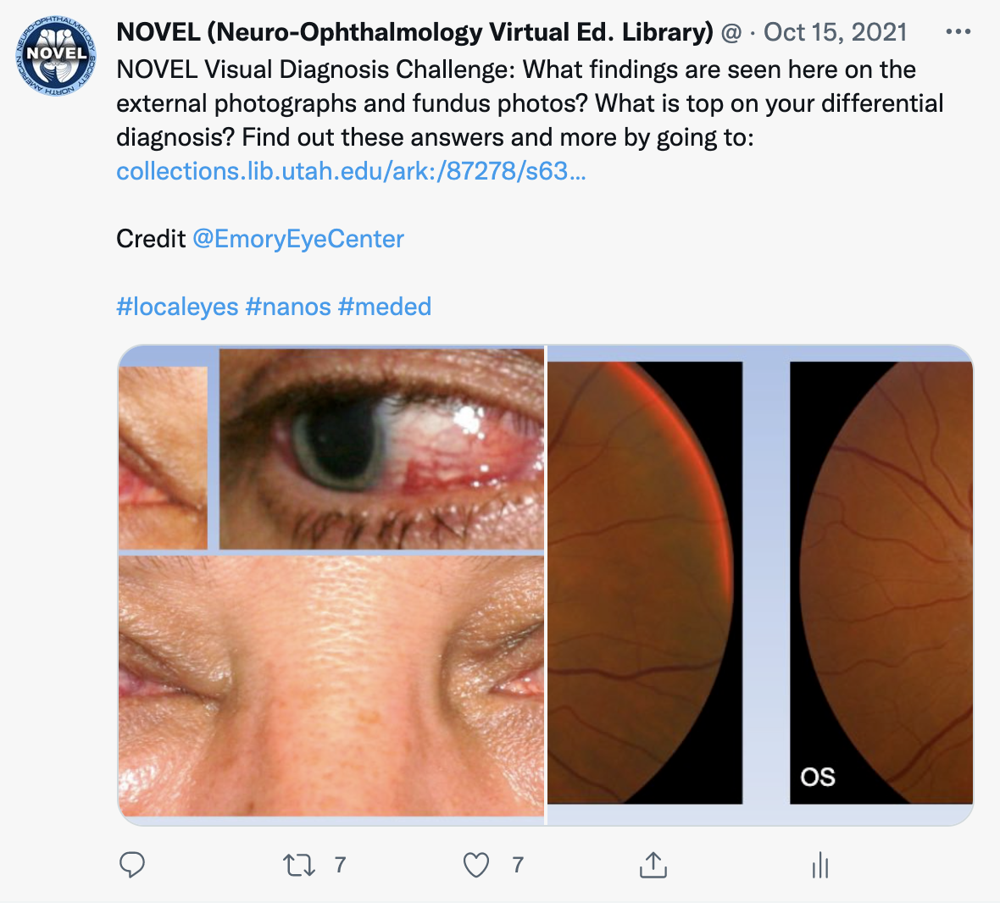 NOVEL (Neuro-Ophthalmology Virtual Ed. Library) @ · Oct 15, 2021 ···
NOVEL Visual Diagnosis Challenge: What findings are seen here on the
external photographs and fundus photos? What is top on your differential
diagnosis? Find out these answers and more by going to:
collections.lib.utah.edu/ark:/87278/s63...
Credit @EmoryEyeCenter
#localeyes #nanos #meded
NEURO-OPHTHALMOLOGY SOCIETY NORTH AMERICAN
NOVEL
OS
7
7